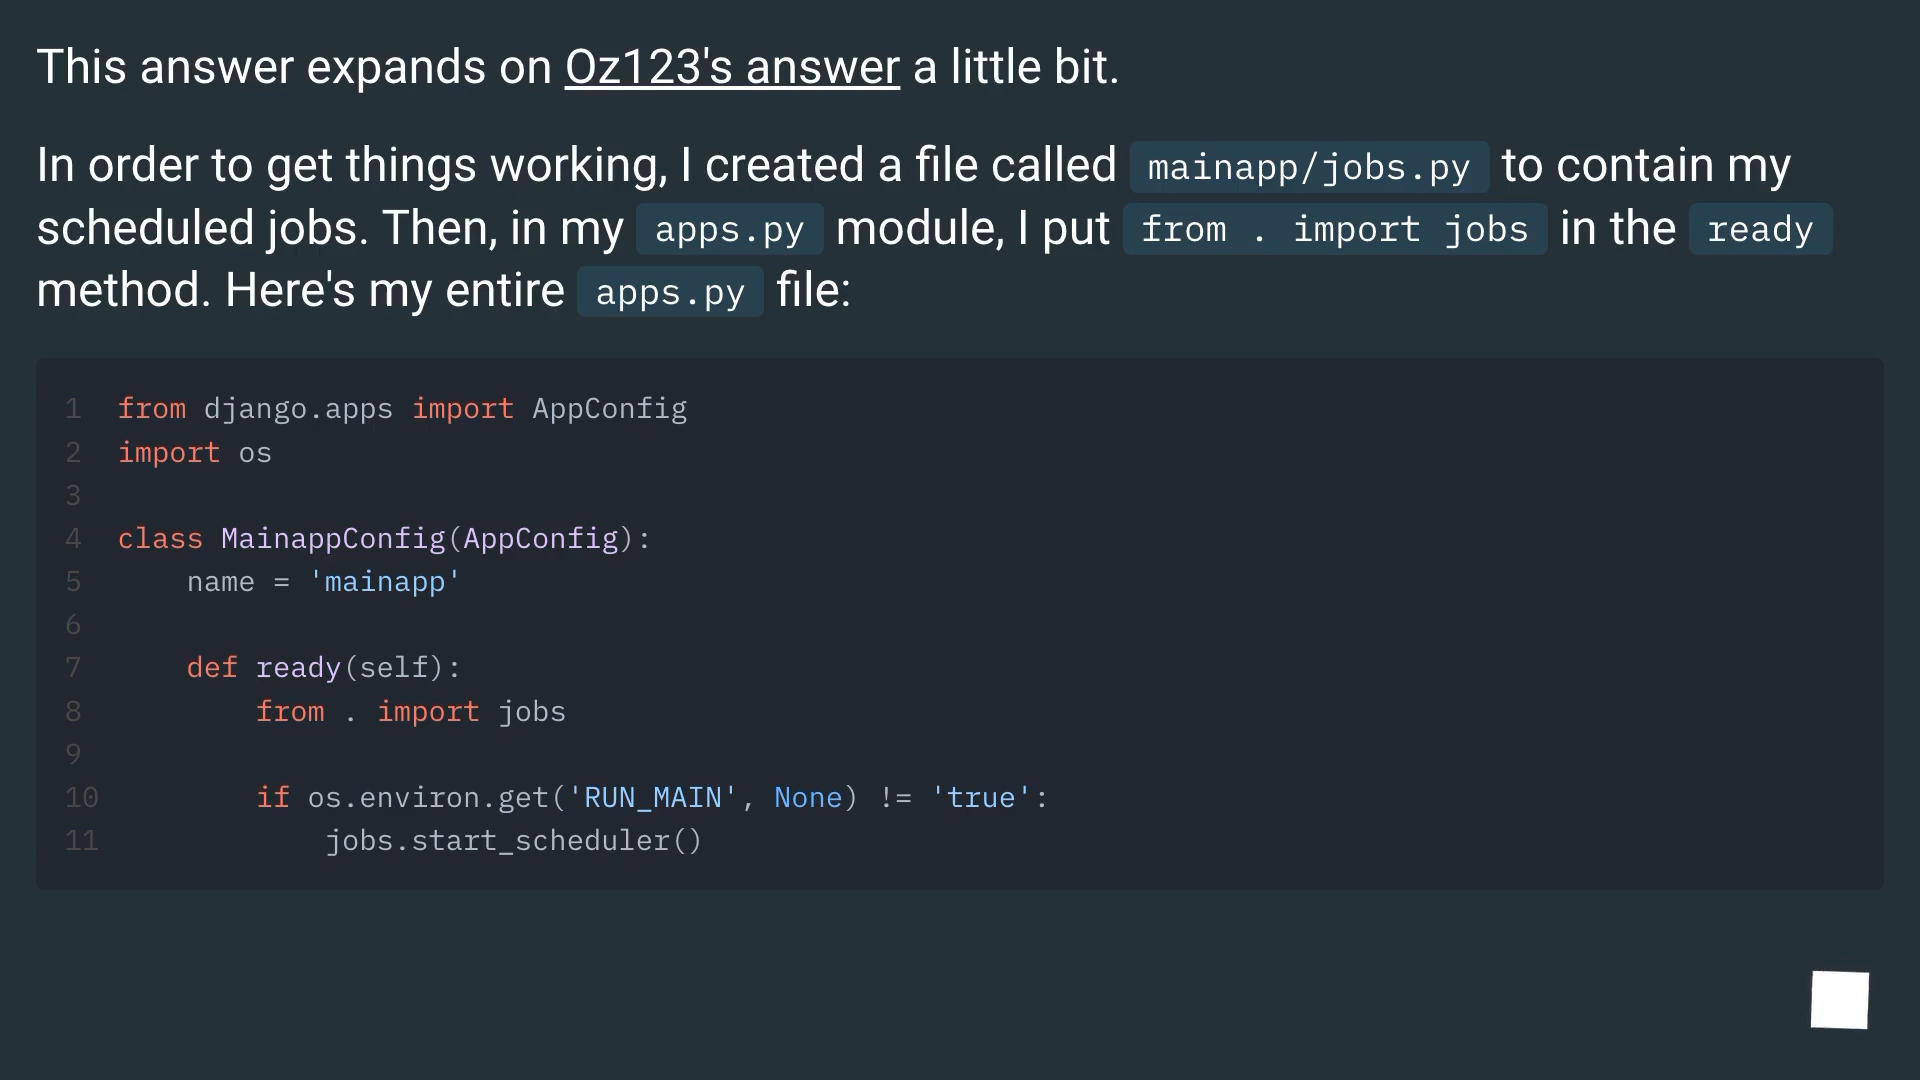 This answer expands on Oz123's answer a little bit.
In order to get things working, I created a file called mainapp/jobs.py to contain my
scheduled jobs. Then, in my apps.py module, I put from . import jobs in the ready
method. Here's my entire apps.py file:
1 from django.apps import AppConfig
2 import os
3
4 class MainappConfig(AppConfig):
5     name = 'mainapp'
6
7     def ready(self):
8         from . import jobs
9
10         if os.environ.get('RUN_MAIN', None) != 'true':
11             jobs.start_scheduler()